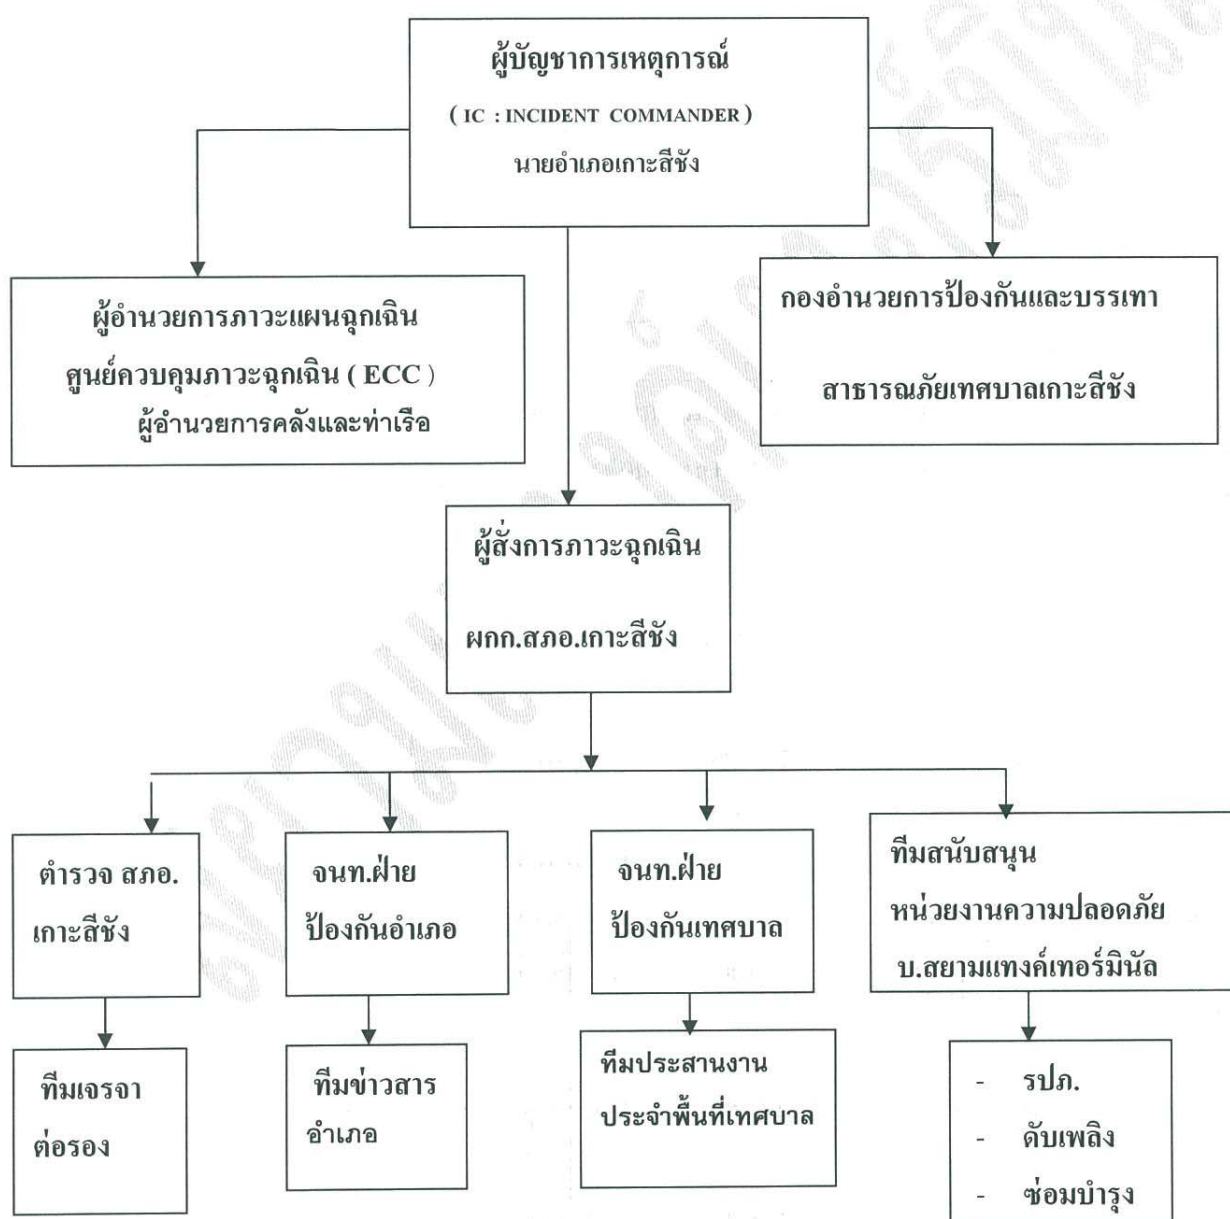 ผู้บัญชาการเหตุการณ์
( IC : INCIDENT COMMANDER )
นายอำเภอเกาะสีชัง
ผู้อำนวยการภาวะแผนฉุกเฉิน
ศูนย์ควบคุมภาวะฉุกเฉิน ( ECC )
ผู้อำนวยการคลังและท่าเรือ
กองอำนวยการป้องกันและบรรเทา
สาธารณภัยเทศบาลเกาะสีชัง
ผู้สั่งการภาวะฉุกเฉิน
ผกก.สภอ.เกาะสีชัง
ตำรวจ สภอ.
เกาะสีชัง
จนท.ฝ่าย
ป้องกันอำเภอ
จนท.ฝ่าย
ป้องกันเทศบาล
ทีมสนับสนุน
หน่วยงานความปลอดภัย
บ.สยามแทงค์เทอร์มินัล
ทีมเจรจา
ต่อรอง
ทีมข่าวสาร
อำเภอ
ทีมประสานงาน
ประจำพื้นที่เทศบาล
- รปภ.
- ดับเพลิง
- ซ่อมบำรุง